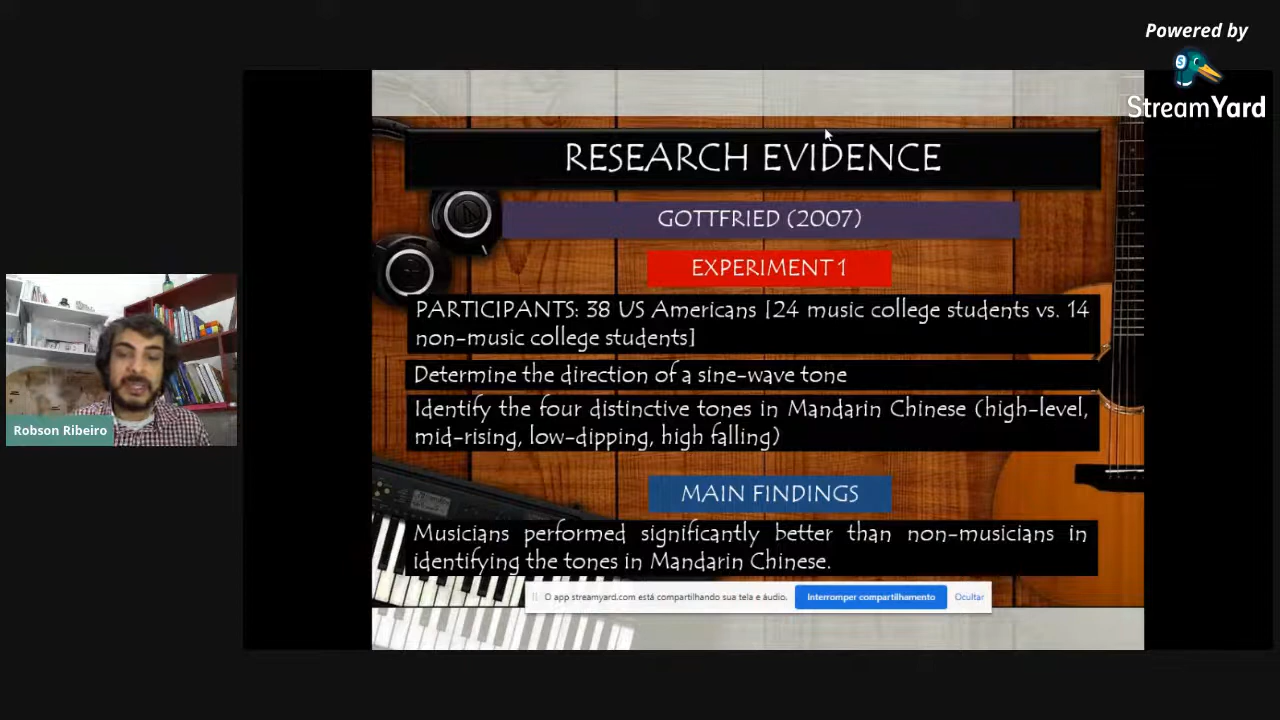 Powered by
StreamYard
RESEARCH EVIDENCE
GOTTFRIED (2007)
EXPERIMENT 1
PARTICIPANTS: 38 US Americans [24 music college students vs. 14
non-music college students]
Determine the direction of a sine-wave tone
Identify the four distinctive tones in Mandarin Chinese (high-level,
mid-rising, low-dipping, high falling)
MAIN FINDINGS
Musicians performed significantly better than non-musicians in
identifying the tones in Mandarin Chinese.
O app streamyard.com está compartilhando sua tela e áudio. Interromper compartilhamento Ocultar
Robson Ribeiro